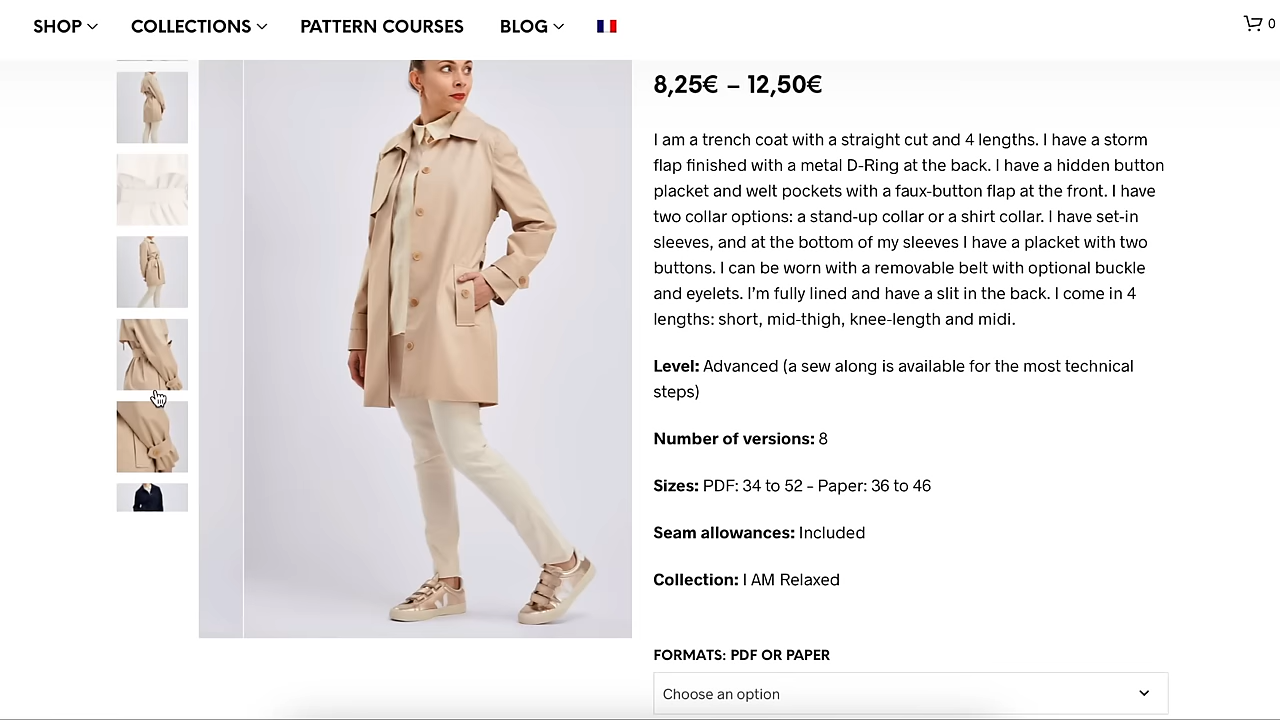 SHOP COLLECTIONS PATTERN COURSES BLOG 0
8,25€ – 12,50€
I am a trench coat with a straight cut and 4 lengths. I have a storm
flap finished with a metal D-Ring at the back. I have a hidden button
placket and welt pockets with a faux-button flap at the front. I have
two collar options: a stand-up collar or a shirt collar. I have set-in
sleeves, and at the bottom of my sleeves I have a placket with two
buttons. I can be worn with a removable belt with optional buckle
and eyelets. I’m fully lined and have a slit in the back. I come in 4
lengths: short, mid-thigh, knee-length and midi.
Level: Advanced (a sew along is available for the most technical
steps)
Number of versions: 8
Sizes: PDF: 34 to 52 – Paper: 36 to 46
Seam allowances: Included
Collection: I AM Relaxed
FORMATS: PDF OR PAPER
Choose an option